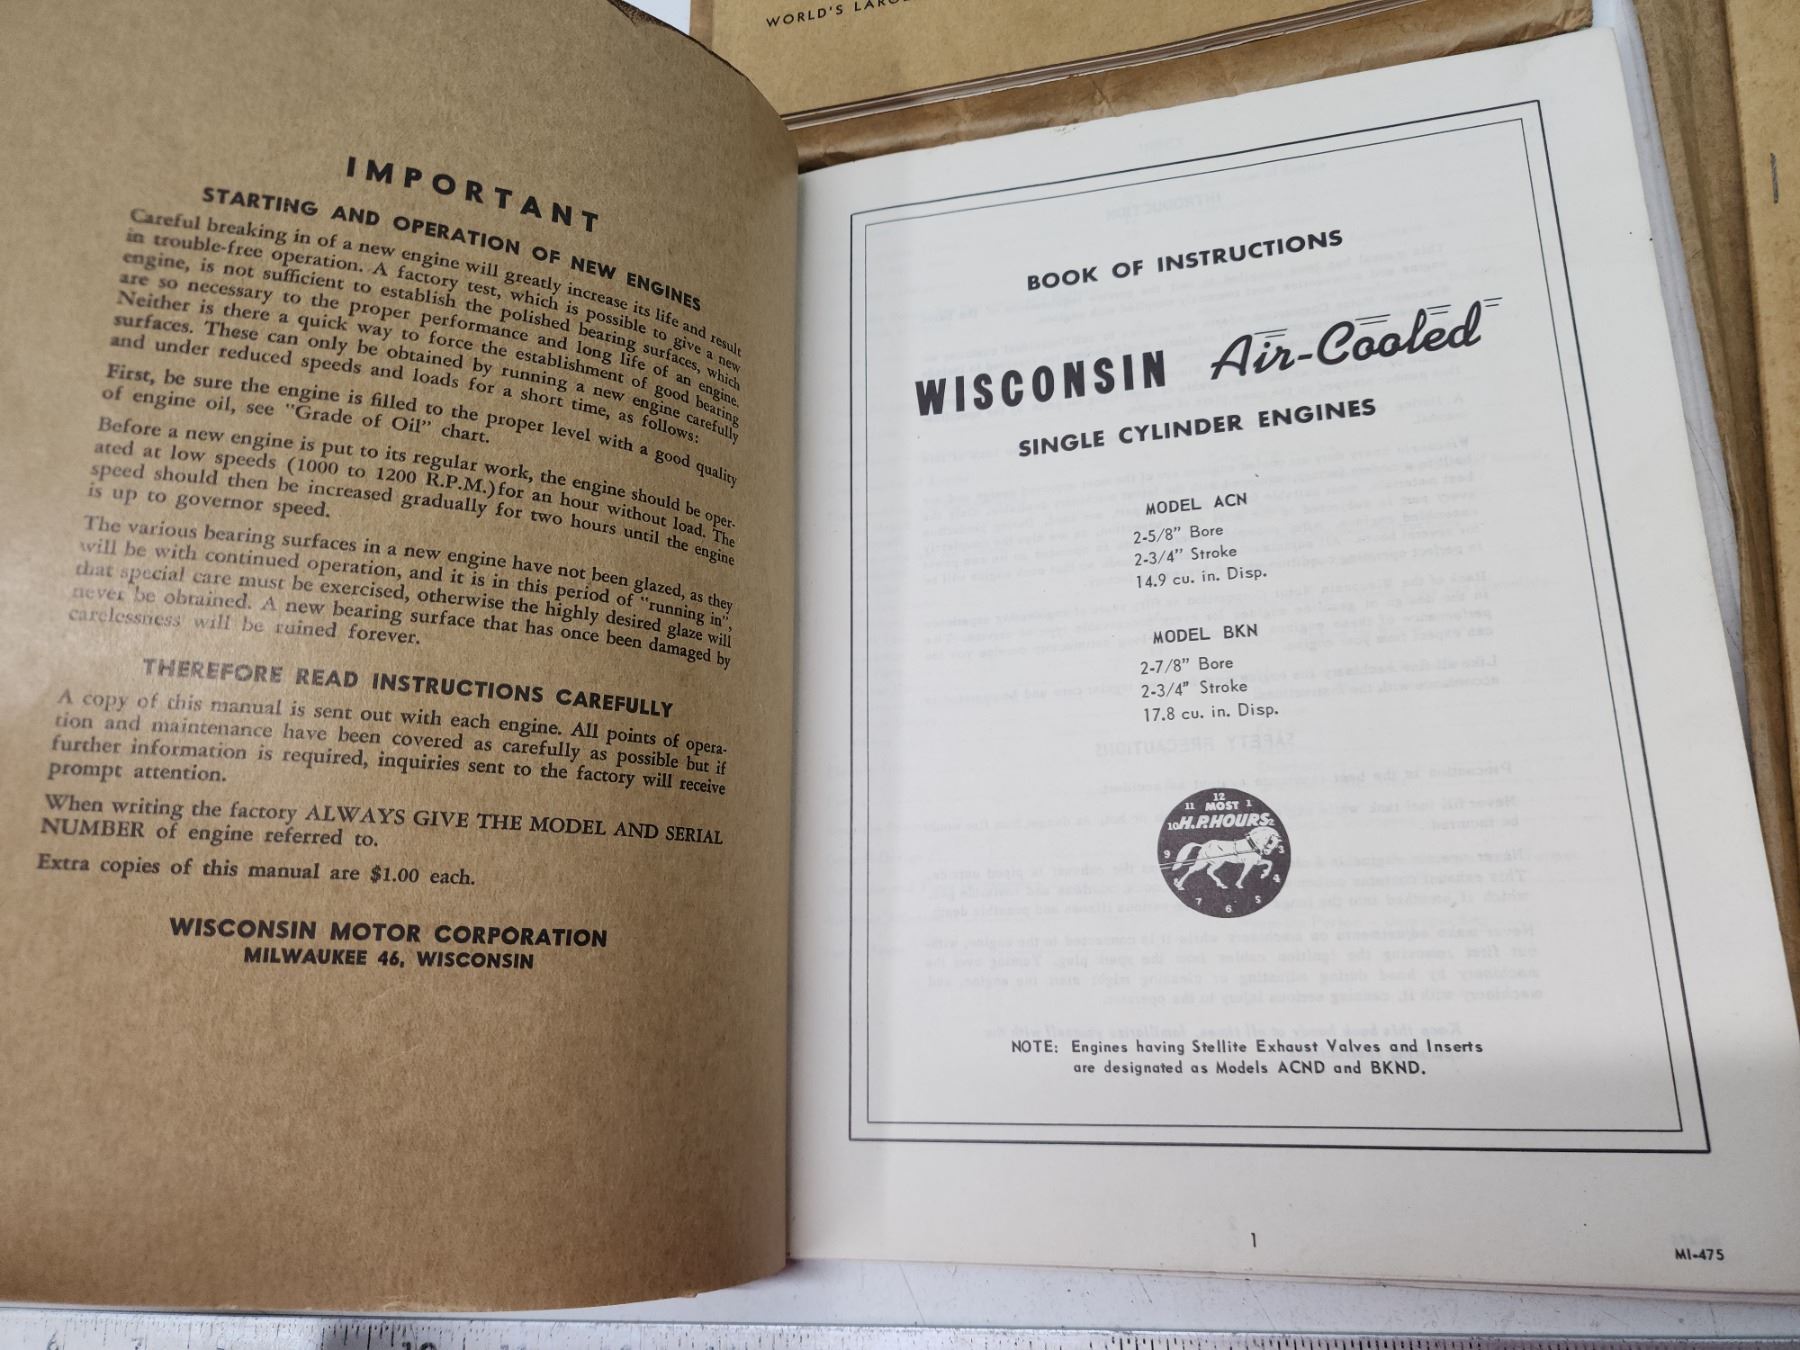 WORLD'S
IMPORTANT
STARTING AND OPERATION OF NEW ENGINES
Careful breaking in of a new engine will greatly increase its life and result
in trouble-free operation. A factory test, which is possible to give a new
engine, is not sufficient to establish the polished bearing surfaces, which
are so necessary to the proper performance and long life of an engine.
Neither is there a quick way to force the establishment of good bearing
surfaces. These can only be obtained by running a new engine carefully
and under reduced speeds and loads for a short time, as follows:
First, be sure the engine is filled to the proper level with a good quality
of engine oil, see "Grade of Oil" chart.
Before a new engine is put to its regular work, the engine should be oper-
ated at low speeds (1000 to 1200 R.P.M.) for an hour without load. The
speed should then be increased gradually for two hours until the engine
is up to governor speed.
The various bearing surfaces in a new engine have not been glazed, as they
will be with continued operation, and it is in this period of "running in",
that special care must be exercised, otherwise the highly desired glaze will
never be obtained. A new bearing surface that has once been damaged by
carelessness will be ruined forever.
THEREFORE READ INSTRUCTIONS CAREFULLY
A copy of this manual is sent out with each engine. All points of opera-
tion and maintenance have been covered as carefully as possible but if
further information is required, inquiries sent to the factory will receive
prompt attention.
When writing the factory ALWAYS GIVE THE MODEL AND SERIAL
NUMBER of engine referred to.
Extra copies of this manual are $1.00 each.
WISCONSIN MOTOR CORPORATION
MILWAUKEE 46, WISCONSIN
BOOK OF INSTRUCTIONS
WISCONSIN Air-Cooled
SINGLE CYLINDER ENGINES
MODEL ACN
2-5/8" Bore
2-3/4" Stroke
14.9 cu. in. Disp.
MODEL BKN
2-7/8" Bore
2-3/4" Stroke
17.8 cu. in. Disp.
12
11 MOST 1
10 H.P. HOURS 2
9 3
4
7 6 5
NOTE: Engines having Stellite Exhaust Valves and Inserts
are designated as Models ACND and BKND.
1
MI-475